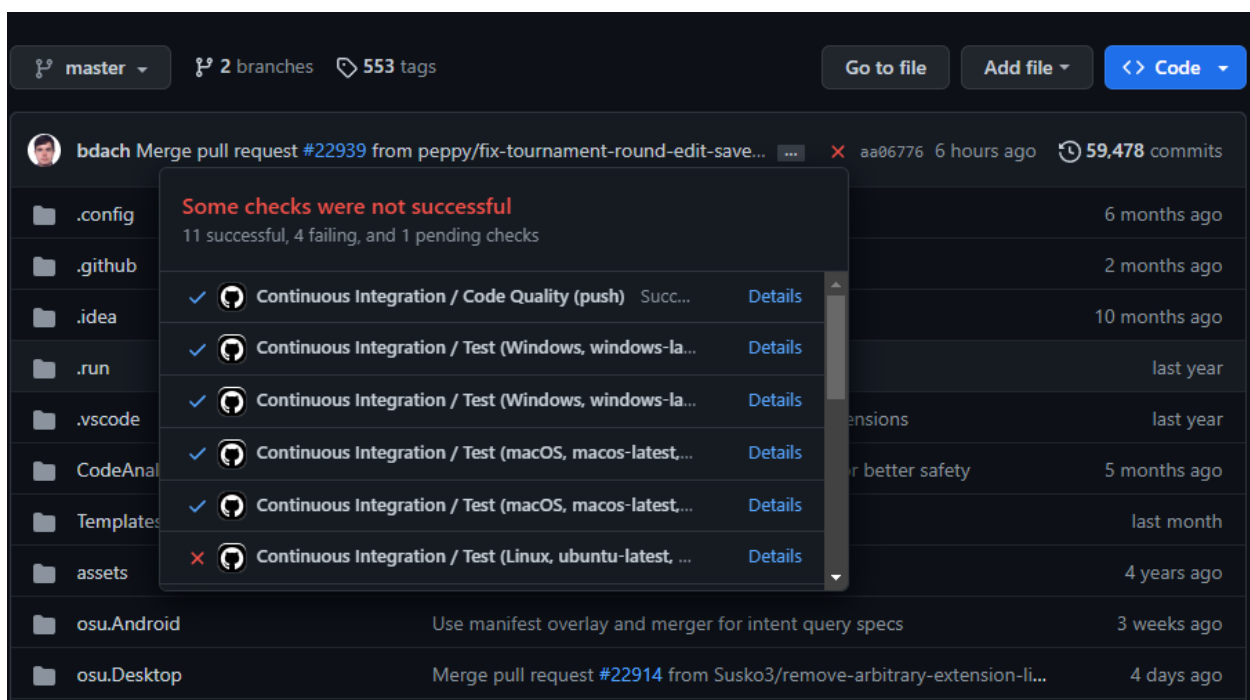 master 2 branches 553 tags Go to file Add file Code
bdach Merge pull request #22939 from peppy/fix-tournament-round-edit-save... ... aa06776 6 hours ago 59,478 commits
Some checks were not successful
11 successful, 4 failing, and 1 pending checks
.config 6 months ago
.github 2 months ago
Continuous Integration / Code Quality (push) Succ... Details
.idea 10 months ago
Continuous Integration / Test (Windows, windows-la... Details
.run last year
Continuous Integration / Test (Windows, windows-la... Details
.vscode ensions last year
Continuous Integration / Test (macOS, macos-latest,... Details
CodeAnal r better safety 5 months ago
Continuous Integration / Test (macOS, macos-latest,... Details
Templates last month
Continuous Integration / Test (Linux, ubuntu-latest, ... Details
assets 4 years ago
osu.Android Use manifest overlay and merger for intent query specs 3 weeks ago
osu.Desktop Merge pull request #22914 from Susko3/remove-arbitrary-extension-li... 4 days ago